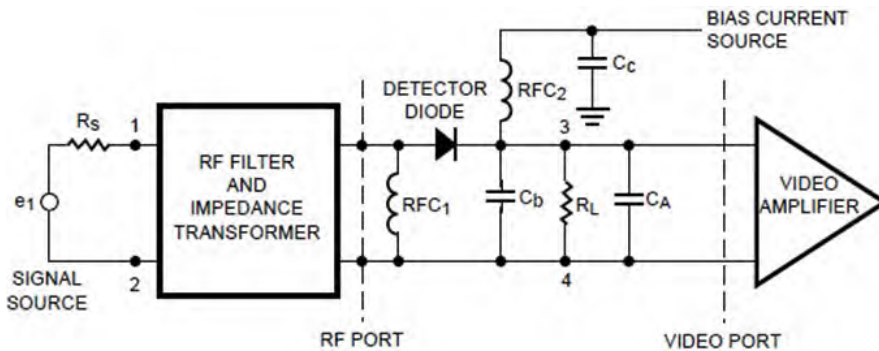 BIAS CURRENT
SOURCE
Cc
RFC2
DETECTOR
DIODE
Rs
1
3
RF FILTER
AND
IMPEDANCE
TRANSFORMER
RFC1
Cb
RL
CA
VIDEO
AMPLIFIER
e1
2
4
SIGNAL
SOURCE
RF PORT
VIDEO PORT